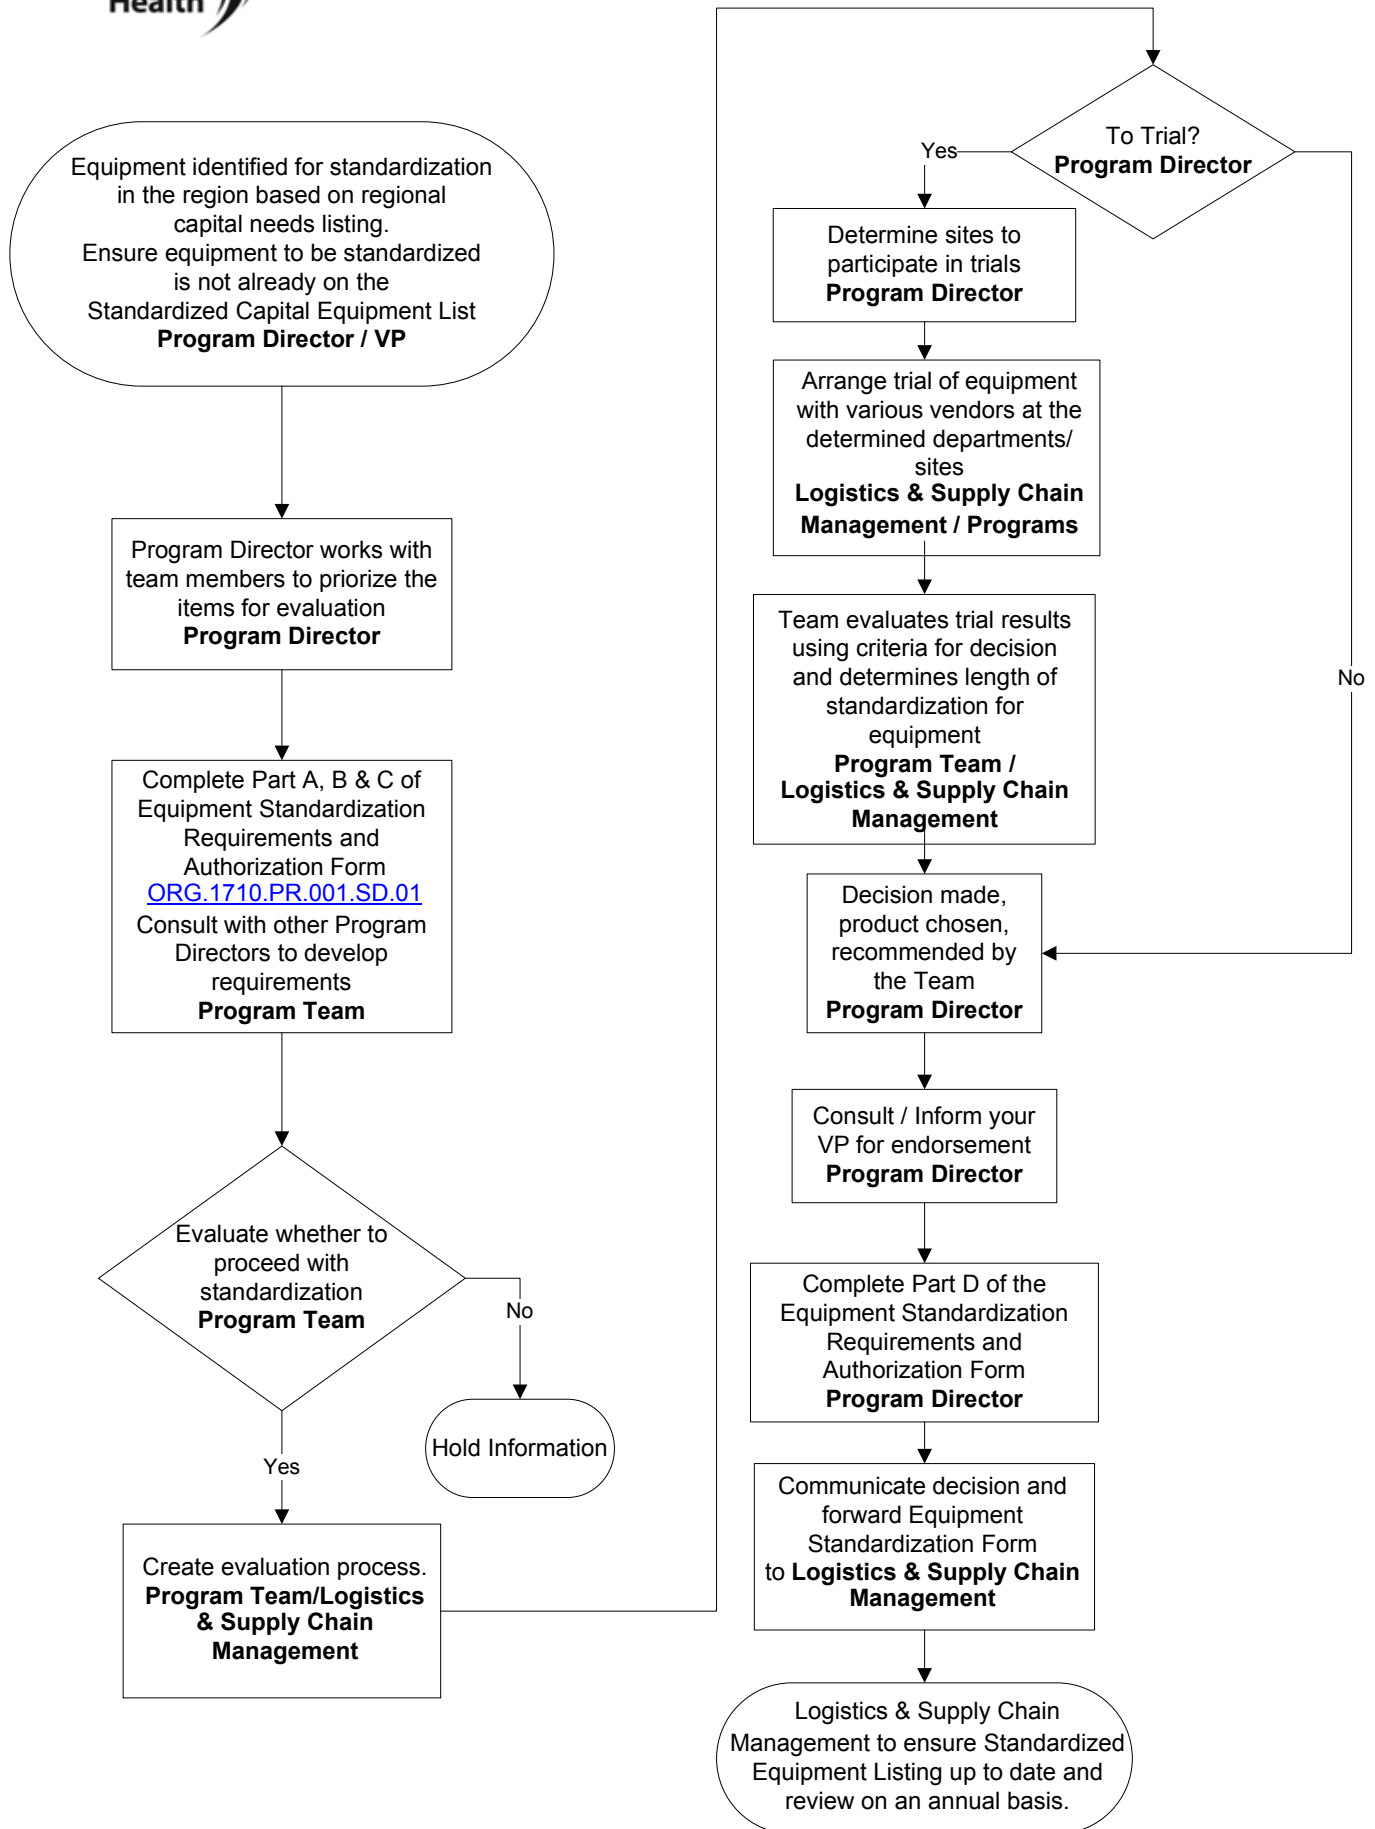 Health
Equipment identified for standardization
in the region based on regional
capital needs listing.
Ensure equipment to be standardized
is not already on the
Standardized Capital Equipment List
Program Director / VP
Program Director works with
team members to priorize the
items for evaluation
Program Director
Complete Part A, B & C of
Equipment Standardization
Requirements and
Authorization Form
ORG.1710.PR.001.SD.01
Consult with other Program
Directors to develop
requirements
Program Team
Evaluate whether to
proceed with
standardization
Program Team
No
Hold Information
Yes
Create evaluation process.
Program Team/Logistics
& Supply Chain
Management
To Trial?
Program Director
Yes
No
Determine sites to
participate in trials
Program Director
Arrange trial of equipment
with various vendors at the
determined departments/
sites
Logistics & Supply Chain
Management / Programs
Team evaluates trial results
using criteria for decision
and determines length of
standardization for
equipment
Program Team /
Logistics & Supply Chain
Management
Decision made,
product chosen,
recommended by
the Team
Program Director
Consult / Inform your
VP for endorsement
Program Director
Complete Part D of the
Equipment Standardization
Requirements and
Authorization Form
Program Director
Communicate decision and
forward Equipment
Standardization Form
to Logistics & Supply Chain
Management
Logistics & Supply Chain
Management to ensure Standardized
Equipment Listing up to date and
review on an annual basis.